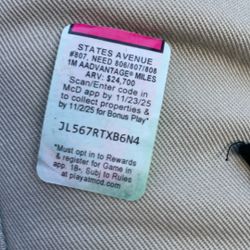 STATES AVENUE
#807, NEED 806/807/808
1M AADVANTAGE® MILES
ARV: $24,700
Scan/Enter code in
McD app by 11/23/25
to collect properties &
by 11/2/25 for Bonus Play*
JL567RTXB6N4
*Must opt in to Rewards
& register for Game in
app. 18+. Subj to Rules
at playatmcd.com